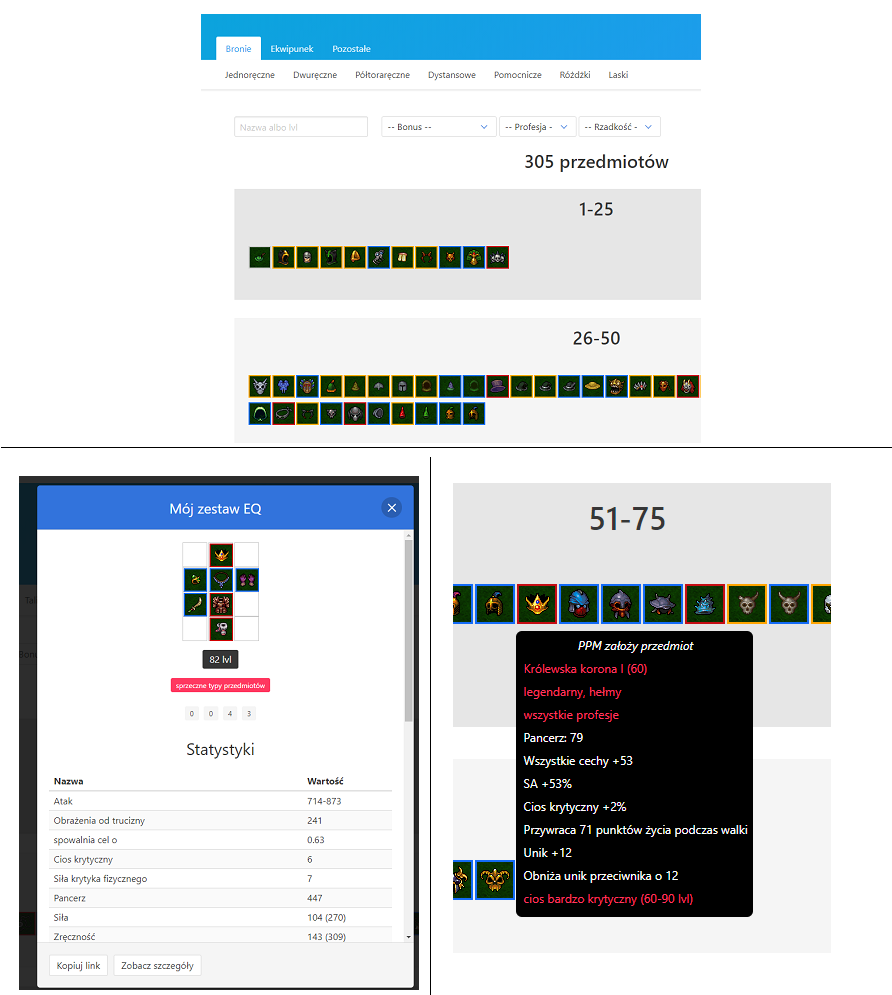 Bronie Ekwipunek Pozostałe
Jednoręczne Dwuręczne Półtoraręczne Dystansowe Pomocnicze Różdżki Laski
Nazwa albo lvl -- Bonus -- -- Profesja - -- Rzadkość -
305 przedmiotów
1-25
26-50
Mój zestaw EQ
82 lvl
sprzeczne typy przedmiotów
0 0 4 3
Statystyki
Nazwa Wartość
Atak 714-873
Obrażenia od trucizny 241
spowalnia cel o 0.63
Cios krytyczny 6
Siła krytyka fizycznego 7
Pancerz 447
Siła 104 (270)
Zręczność 143 (309)
Kopiuj link Zobacz szczegóły
51-75
PPM założy przedmiot
Królewska korona I (60)
legendarny, hełmy
wszystkie profesje
Pancerz: 79
Wszystkie cechy +53
SA +53%
Cios krytyczny +2%
Przywraca 71 punktów życia podczas walki
Unik +12
Obniża unik przeciwnika o 12
cios bardzo krytyczny (60-90 lvl)